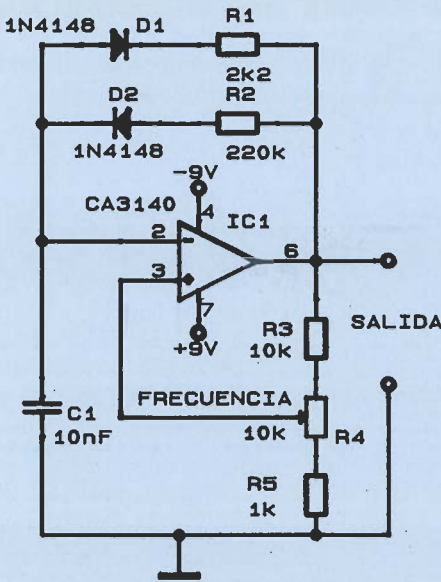 1N4148 D1 R1
2k2
D2 R2
1N4148 220k
-9V
CA3140 4 IC1
2 -
6
3 +
7
+9V
SALIDA
R3
10k
FRECUENCIA
10k R4
C1
10nF
R5
1k